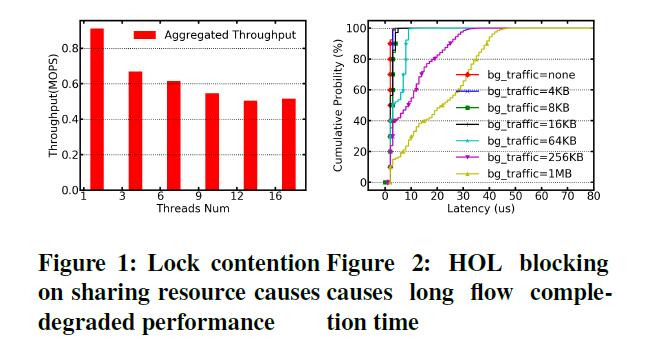 Aggregated Throughput
Throughput(MOPS)
0.8
0.6
0.4
0.2
0.0
1 3 6 9 12 16
Threads Num
Cumulative Probility (%)
100
80
60
40
20
0
bg_traffic=none
bg_traffic=4KB
bg_traffic=8KB
bg_traffic=16KB
bg_traffic=64KB
bg_traffic=256KB
bg_traffic=1MB
0 10 20 30 40 50 60 70 80
Latency (us)
Figure 1: Lock contention
on sharing resource causes
degraded performance
Figure 2: HOL blocking
causes long flow comple-
tion time